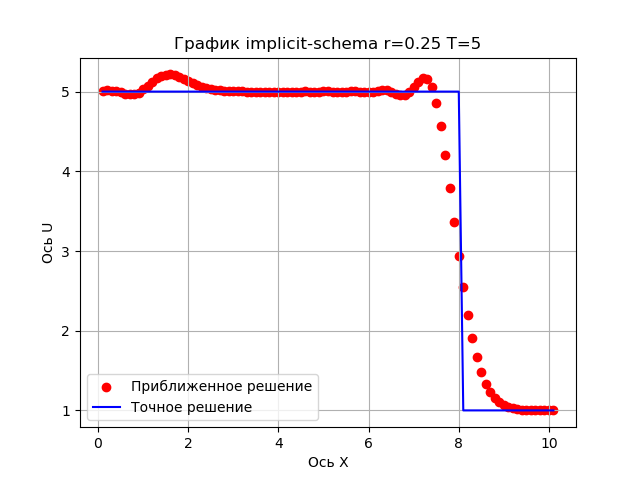 График implicit-schema r=0.25 T=5
Ось U
5
4
3
2
1
Приближенное решение
Точное решение
0
2
4
6
8
10
Ось X